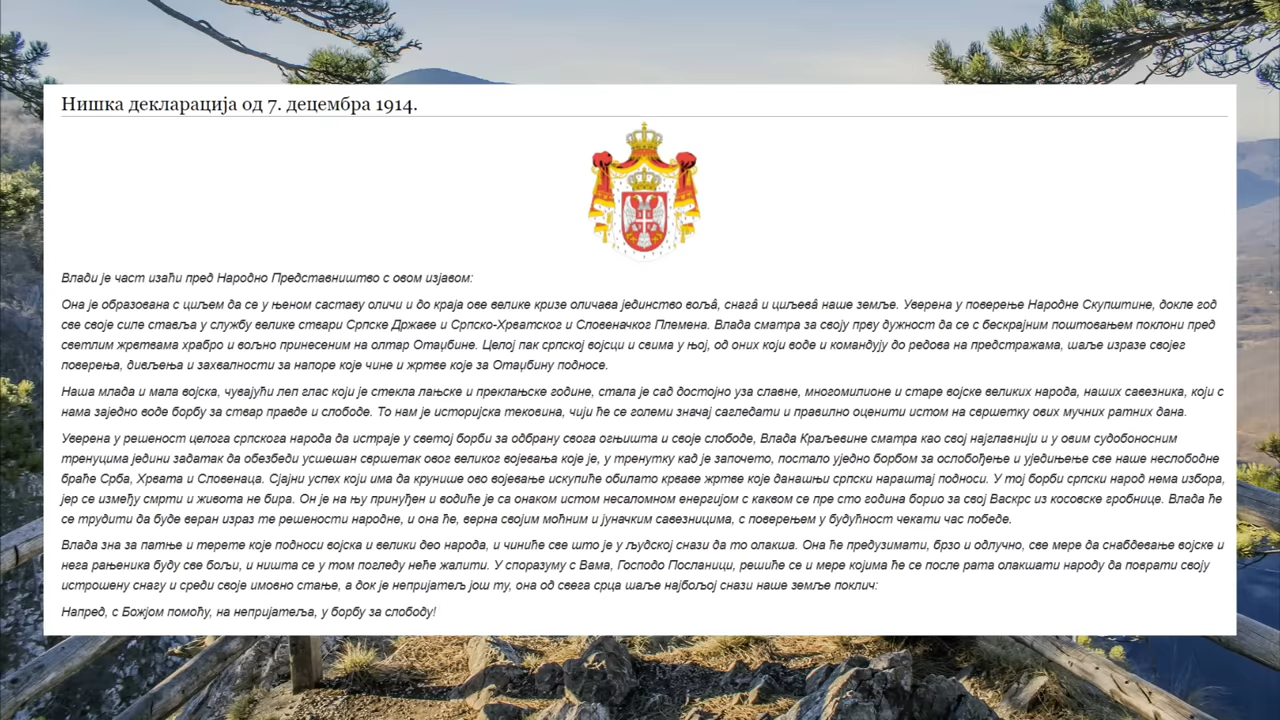 Нишка декларација од 7. децембра 1914.
Влади је част изаћи пред Народно Представништво с овом изјавом:
Она је образована с циљем да се у њеном саставу оличи и до краја ове велике кризе оличава јединство вољâ, снагâ и циљевâ наше земље. Уверена у поверење Народне Скупштине, докле год
све своје силе ставља у службу велике ствари Српске Државе и Српско-Хрватског и Словеначког Племена. Влада сматра за своју прву дужност да се с бескрајним поштовањем поклони пред
светлим жртвама храбро и вољно принесеним на олтар Отаџбине. Целој пак српској војсци и свима у њој, од оних који воде и командују до редова на предстражама, шаље изразе својег
поверења, дивљења и захвалности за напоре које чине и жртве које за Отаџбину подносе.
Наша млада и мала војска, чувајући леп глас који је стекла лањске и преклањске године, стала је сад достојно уза славне, многомилионе и старе војске великих народа, наших савезника, који с
нама заједно воде борбу за ствар правде и слободе. То нам је историјска тековина, чији ће се големи значај сагледати и правилно оценити истом на свршетку ових мучних ратних дана.
Уверена у решеност целога српскога народа да истраје у светој борби за одбрану свога огњишта и своје слободе, Влада Краљевине сматра као свој најглавнији и у овим судобоносним
тренуцима једини задатак да обезбеди усшешан свршетак овог великог војевања које је, у тренутку кад је започето, постало уједно борбом за ослобођење и уједињење све наше неслободне
браће Срба, Хрвата и Словенаца. Сјајни успех који има да крунише ово војевање искупиће обилато крваве жртве које данашњи српски нараштај подноси. У тој борби српски народ нема избора,
јер се између смрти и живота не бира. Он је на њу принуђен и водиће је са онаком истом несаломном енергијом с каквом се пре сто година борио за свој Васкрс из косовске гробнице. Влада ће
се трудити да буде веран израз те решености народне, и она ће, верна својим моћним и јуначким савезницима, с поверењем у будућност чекати час победе.
Влада зна за патње и терете које подноси војска и велики део народа, и чиниће све што је у људској снази да то олакша. Она ће предузимати, брзо и одлучно, све мере да снабдевање војске и
нега рањеника буду све бољи, и ништа се у том погледу неће жалити. У споразуму с Вама, Господо Посланици, решиће се и мере којима ће се после рата олакшати народу да поврати своју
истрошену снагу и среди своје имовно стање, а док је непријатељ још ту, она од свега срца шаље најбољој снази наше земље поклич:
Напред, с Божјом помоћу, на непријатеља, у борбу за слободу!